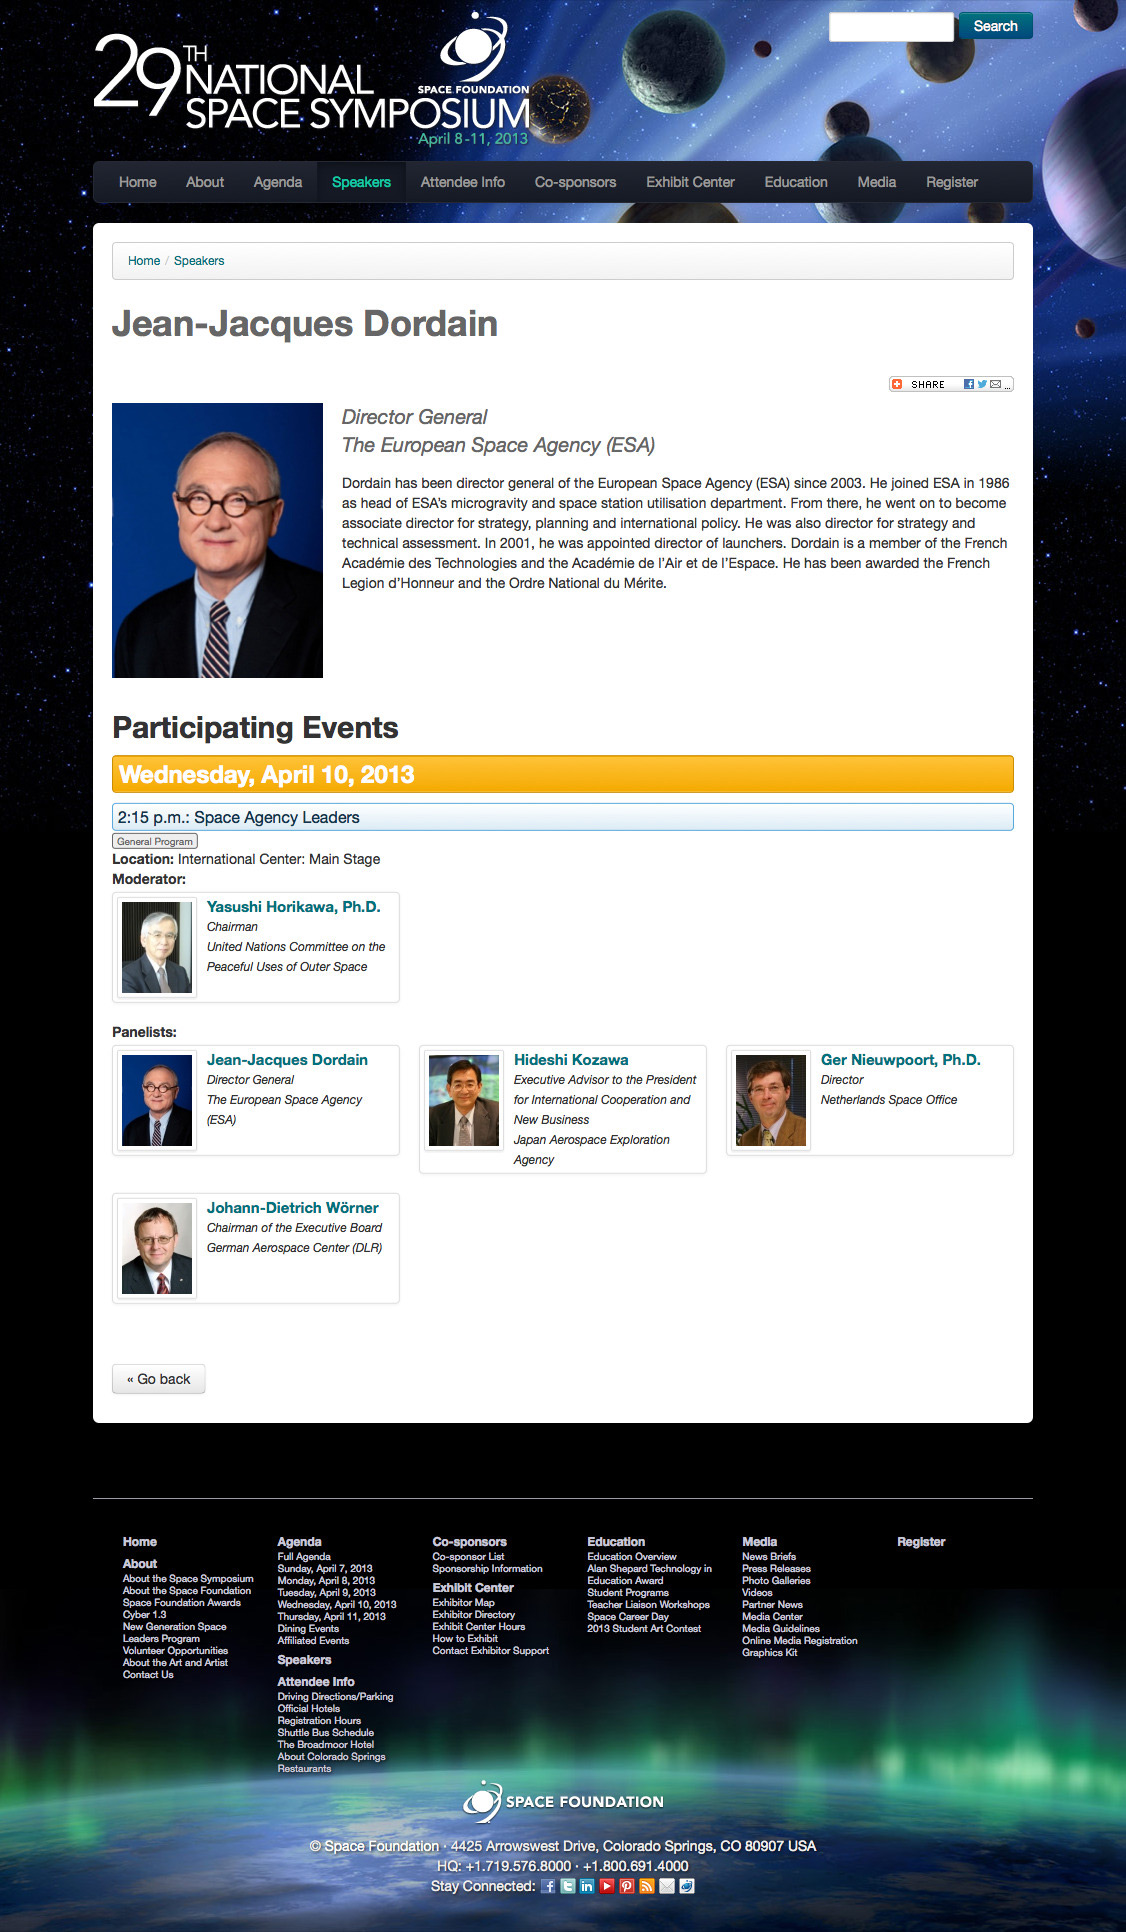 29TH NATIONAL
SPACE SYMPOSIUM
SPACE FOUNDATION
April 8-11, 2013
Search
Home About Agenda Speakers Attendee Info Co-sponsors Exhibit Center Education Media Register
Home / Speakers
Jean-Jacques Dordain
SHARE ...
Director General
The European Space Agency (ESA)
Dordain has been director general of the European Space Agency (ESA) since 2003. He joined ESA in 1986
as head of ESA's microgravity and space station utilisation department. From there, he went on to become
associate director for strategy, planning and international policy. He was also director for strategy and
technical assessment. In 2001, he was appointed director of launchers. Dordain is a member of the French
Académie des Technologies and the Académie de l'Air et de l'Espace. He has been awarded the French
Legion d'Honneur and the Ordre National du Mérite.
Participating Events
Wednesday, April 10, 2013
2:15 p.m.: Space Agency Leaders
General Program
Location: International Center: Main Stage
Moderator:
Yasushi Horikawa, Ph.D.
Chairman
United Nations Committee on the
Peaceful Uses of Outer Space
Panelists:
Jean-Jacques Dordain
Director General
The European Space Agency
(ESA)
Hideshi Kozawa
Executive Advisor to the President
for International Cooperation and
New Business
Japan Aerospace Exploration
Agency
Ger Nieuwpoort, Ph.D.
Director
Netherlands Space Office
Johann-Dietrich Wörner
Chairman of the Executive Board
German Aerospace Center (DLR)
« Go back
Home
About
About the Space Symposium
About the Space Foundation
Space Foundation Awards
Cyber 1.3
New Generation Space
Leaders Program
Volunteer Opportunities
About the Art and Artist
Contact Us
Agenda
Full Agenda
Sunday, April 7, 2013
Monday, April 8, 2013
Tuesday, April 9, 2013
Wednesday, April 10, 2013
Thursday, April 11, 2013
Dining Events
Affiliated Events
Speakers
Attendee Info
Driving Directions/Parking
Official Hotels
Registration Hours
Shuttle Bus Schedule
The Broadmoor Hotel
About Colorado Springs
Restaurants
Co-sponsors
Co-sponsor List
Sponsorship Information
Exhibit Center
Exhibitor Map
Exhibitor Directory
Exhibit Center Hours
How to Exhibit
Contact Exhibitor Support
Education
Education Overview
Alan Shepard Technology in
Education Award
Student Programs
Teacher Liaison Workshops
Space Career Day
2013 Student Art Contest
Media
News Briefs
Press Releases
Photo Galleries
Videos
Partner News
Media Center
Media Guidelines
Online Media Registration
Graphics Kit
Register
SPACE FOUNDATION
© Space Foundation · 4425 Arrowswest Drive, Colorado Springs, CO 80907 USA
HQ: +1.719.576.8000 · +1.800.691.4000
Stay Connected: